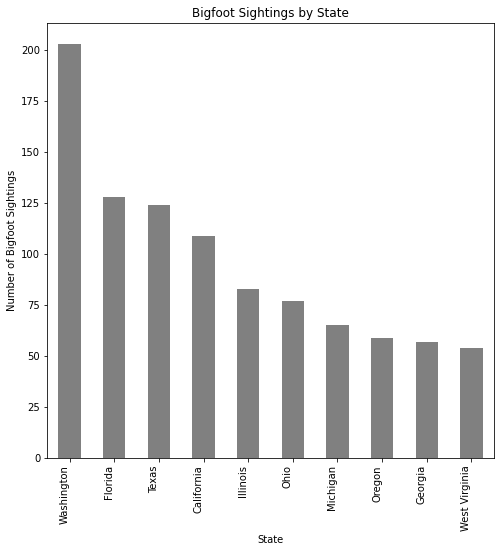 Bigfoot Sightings by State
Number of Bigfoot Sightings
200
175
150
125
100
75
50
25
0
Washington
Florida
Texas
California
Illinois
Ohio
Michigan
Oregon
Georgia
West Virginia
State